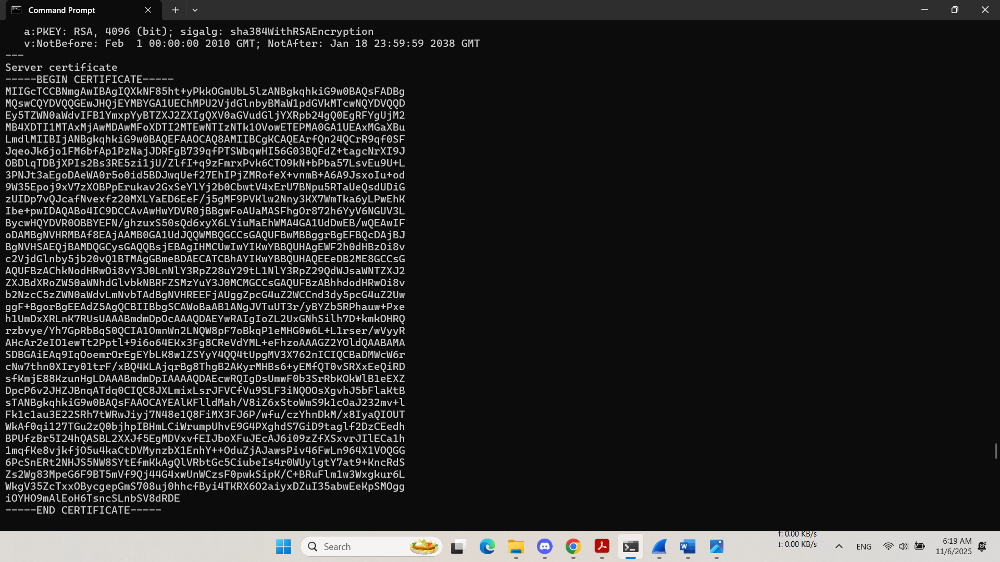 Command Prompt
a:PKEY: RSA, 4096 (bit); sigalg: sha384WithRSAEncryption
v:NotBefore: Feb  1 00:00:00 2010 GMT; NotAfter: Jan 18 23:59:59 2038 GMT
---
Server certificate
-----BEGIN CERTIFICATE-----
MIIGcTCCBNmgAwIBAgIQXkNF85ht+yPkkOGmUbL5lzANBgkqhkiG9w0BAQsFADBg
MQswCQYDVQQGEwJHQjEYMBYGA1UEChMPU2VjdGlnbyBMaW1pdGVkMTcwNQYDVQQD
Ey5TZWN0aWdvIFB1YmxpYyBTZXJ2ZXIgQXV0aGVudGljYXRpb24gQ0EgRFYgUjM2
MB4XDTI1MTAxMjAwMDAwMFoXDTI2MTEwNTIzNTk1OVowETEPMA0GA1UEAxMGaXBu
LmdlMIIBIjANBgkqhkiG9w0BAQEFAAOCAQ8AMIIBCgKCAQEArfQn24QCrR9qf0SF
JqeoJk6jo1FM6bfAp1PzNajJDRFgB739qfPTSWbqwHI56G03BQFdZ+tagcNrXI9J
OBDlqTDBjXPIs2Bs3RE5zi1jU/ZlfI+q9zFmrxPvk6CTO9kN+bPba57LsvEu9U+L
3PNJt3aEgoDAeWA0r5o0id5BDJwqUef27EhIPjZMRofeX+vnmB+A6A9JsxoIu+od
9W35Epoj9xV7zXOBPpErukav2GxSeYlYj2b0CbwtV4xErU7BNpu5RTaUeQsdUDiG
zUIDp7vQJcafNvexfz20MXLYaED6EeF/j5gMF9PVKlw2Nny3KX7WmTka6yLPwEhK
Ibe+pwIDAQABo4IC9DCCAvAwHwYDVR0jBBgwFoAUaMASFhgOr872h6YyV6NGUV3L
BycwHQYDVR0OBBYEFN/ghzuxS50sQd6xyX6LYiuMaEhWMA4GA1UdDwEB/wQEAwIF
oDAMBgNVHRMBAf8EAjAAMB0GA1UdJQQWMBQGCCsGAQUFBwMBBggrBgEFBQcDAjBJ
BgNVHSAEQjBAMDQGCysGAQQBsjEBAgIHMCUwIwYIKwYBBQUHAgEWF2h0dHBzOi8v
c2VjdGlnby5jb20vQ1BTMAgGBmeBDAECATCBhAYIKwYBBQUHAQEEeDB2ME8GCCsG
AQUFBzAChkNodHRwOi8vY3J0LnNlY3RpZ28uY29tL1NlY3RpZ29QdWJsaWNTZXJ2
ZXJBdXRoZW50aWNhdGlvbkNBRFZSMzYuY3J0MCMGCCsGAQUFBzABhhdodHRwOi8v
b2NzcC5zZWN0aWdvLmNvbTAdBgNVHREEFjAUggZpcG4uZ2WCCnd3dy5pcG4uZ2Uw
ggF+BgorBgEEAdZ5AgQCBIIBbgSCAWoBaAB1ANgJVTuUT3r/yBYZb5RPhauw+Pxe
h1UmDxXRLnK7RUsUAAABmdmDpOcAAAQDAEYwRAIgIoZL2UxGNhSilh7D+kmkOHRQ
rzbvye/Yh7GpRbBqS0QCIA1OmnWn2LNQW8pF7oBkqP1eMHG0w6L+L1rser/wVyyR
AHcAr2eIO1ewTt2Pptl+9i6o64EKx3Fg8CReVdYML+eFhzoAAAGZ2YOldQAABAMA
SDBGAiEAq9IqOoemrOrEgEYbLK8w1ZSYyY4QQ4tUpgMV3X762nICIQCBaDMWcW6r
cNw7thn0XIry01trF/xBQ4KLAjqrBg8ThgB2AKyrMHBs6+yEMfQT0vSRXxEeQiRD
sfKmjE88KzunHgLDAAABmdmDpIAAAAQDAEcwRQIgDsUmwF0b3SrRbKOkWlB1eEXZ
DpcP6v2JHZJBnqATdq0CIQC8JXLmixLsrJFVCfVu9SLF3iNQOOsXgvhJ5bFlaKtB
sTANBgkqhkiG9w0BAQsFAAOCAYEAlKFlldMah/V8iZ6xStoWmS9k1cOaJ232mv+l
Fk1c1au3E22SRh7tWRwJiyj7N48e1Q8FiMX3FJ6P/wfu/czYhnDkM/x8IyaQIOUT
WkAf0qi127TGu2zQ0bjhpIBHmLCiWrumpUhvE9G4PXghdS7GiD9taglf2DzCEedh
BPUfzBr5I24hQASBL2XXJf5EgMDVxvfEIJboXFuJEcAJ6i09zZfXSxvrJIlECa1h
1mqfKe8vjkfjO5u4kaCtDVMynzbX1EnhY++OduZjAJawsPiv46FwLn964X1VOQGG
6PcSnERt2NHJS5NW8SYtEfmKkAgQlVRbtGc5CiubeIs4r0WUylgtY7at9+KncRdS
Zs2Wg83MpeG6F9BT5mVf9Qj44G4xwUnWCzsF0pwkSipK/C+BRuFlm1w3Wxgkur6L
WkgV35ZcTxxOBycgepGmS708uj0hhcfByi4TKRX6O2aiyxDZuI35abwEeKpSMOgg
iOYHO9mAlEoH6TsncSLnbSV8dRDE
-----END CERTIFICATE-----
Search
↑: 0.00 KB/s
↓: 0.00 KB/s
ENG
6:19 AM
11/6/2025